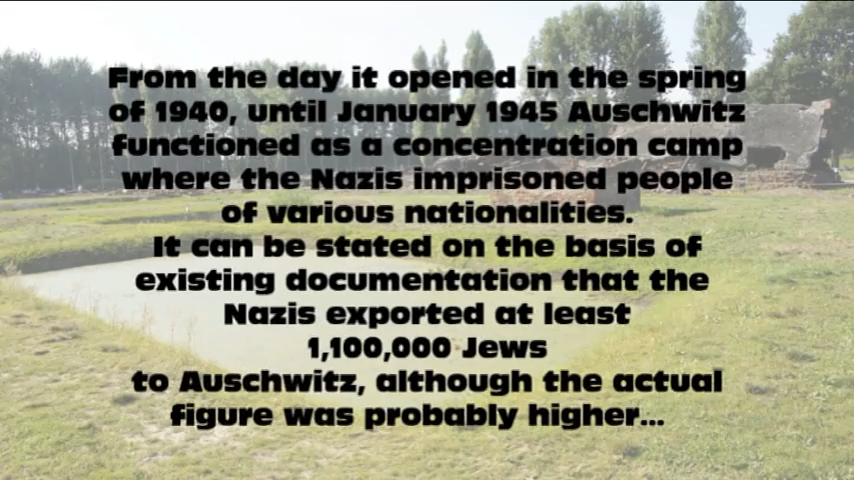 From the day it opened in the spring
of 1940, until January 1945 Auschwitz
functioned as a concentration camp
where the Nazis imprisoned people
of various nationalities.
It can be stated on the basis of
existing documentation that the
Nazis exported at least
1,100,000 Jews
to Auschwitz, although the actual
figure was probably higher...